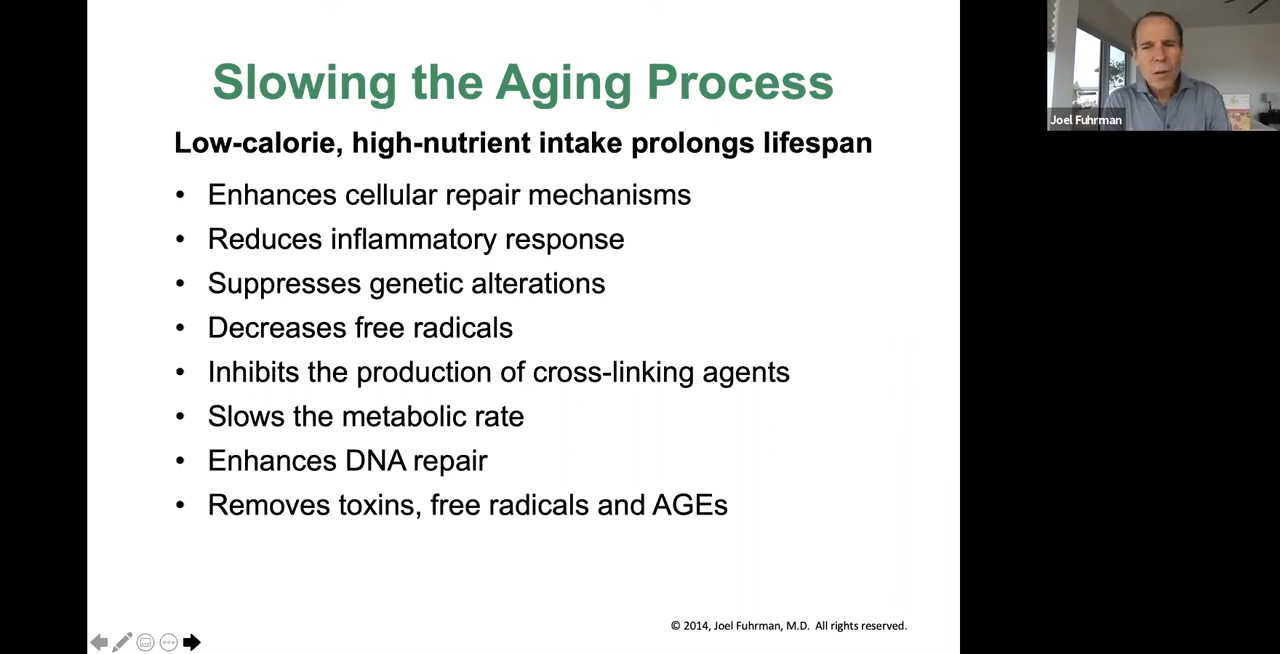 Slowing the Aging Process
Low-calorie, high-nutrient intake prolongs lifespan
• Enhances cellular repair mechanisms
• Reduces inflammatory response
• Suppresses genetic alterations
• Decreases free radicals
• Inhibits the production of cross-linking agents
• Slows the metabolic rate
• Enhances DNA repair
• Removes toxins, free radicals and AGEs
© 2014, Joel Fuhrman, M.D. All rights reserved.
Joel Fuhrman